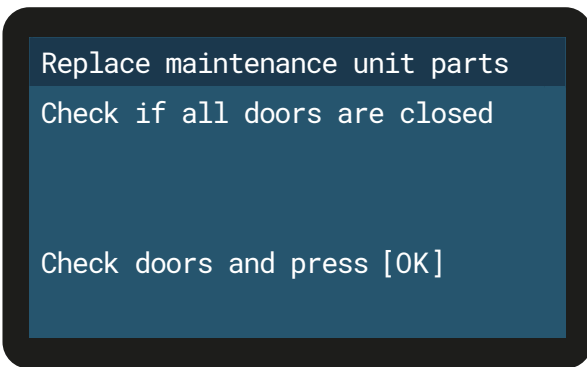 Replace maintenance unit parts
Check if all doors are closed
Check doors and press [OK]